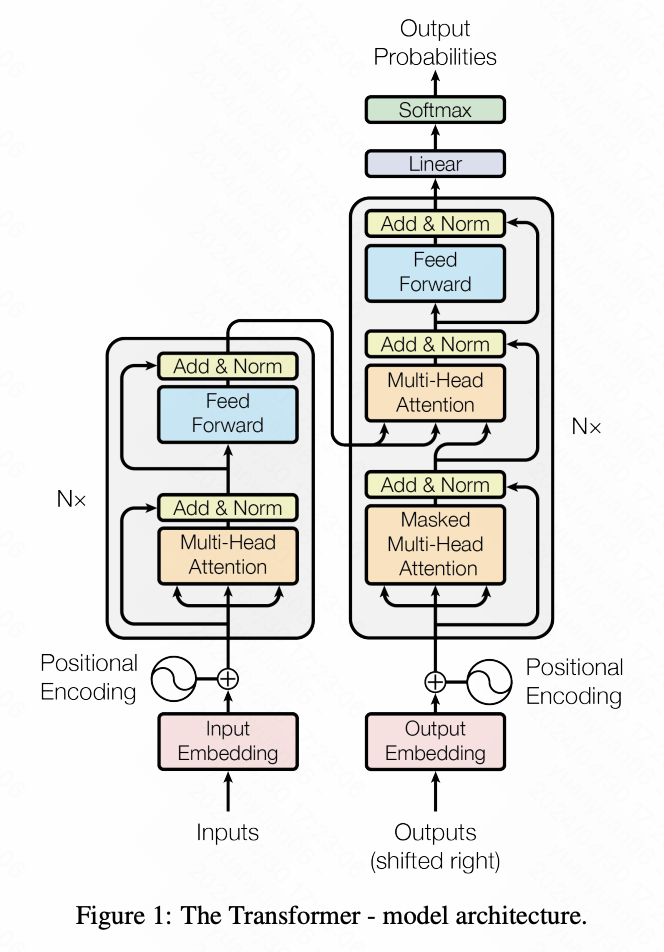 Output
Probabilities
Softmax
Linear
Add & Norm
Feed
Forward
Add & Norm
Multi-Head
Attention
Add & Norm
Masked
Multi-Head
Attention
N×
Positional
Encoding
Output
Embedding
Outputs
(shifted right)
Add & Norm
Feed
Forward
Add & Norm
Multi-Head
Attention
N×
Positional
Encoding
Input
Embedding
Inputs
Figure 1: The Transformer - model architecture.